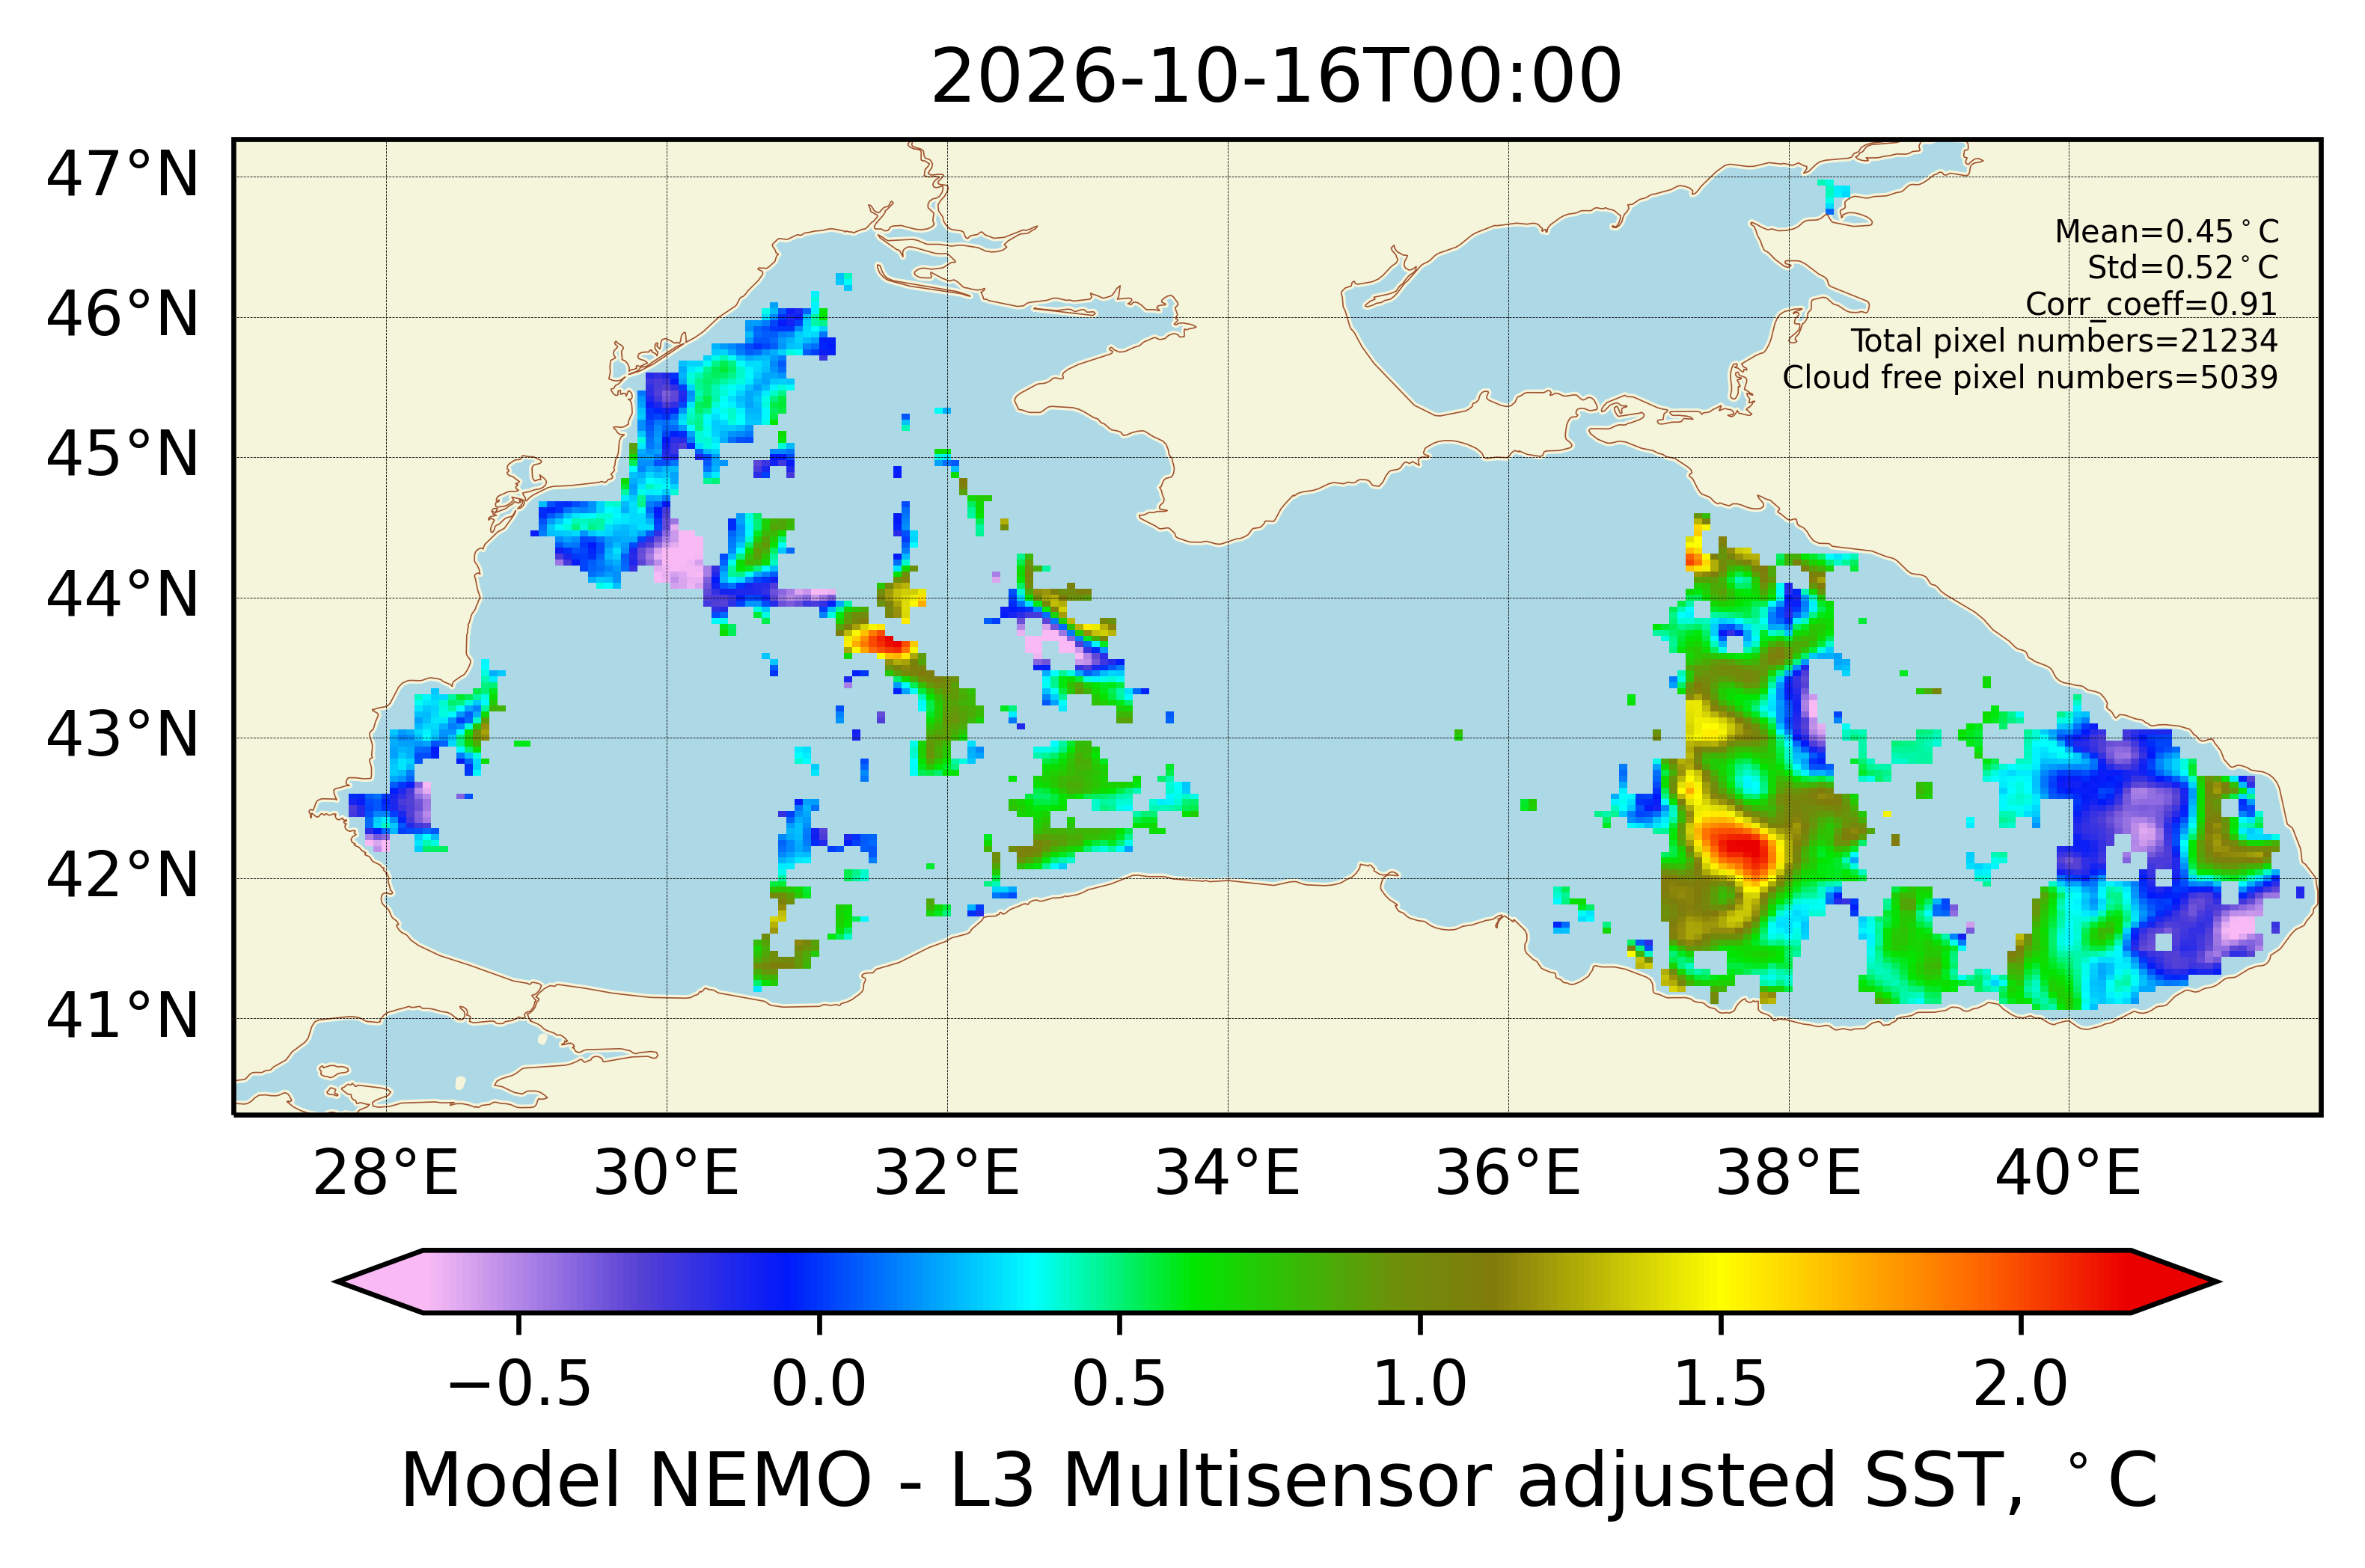 2026-10-16T00:00
47°N
46°N
45°N
44°N
43°N
42°N
41°N
Mean=0.45°C
Std=0.52°C
Corr_coeff=0.91
Total pixel numbers=21234
Cloud free pixel numbers=5039
28°E 30°E 32°E 34°E 36°E 38°E 40°E
−0.5 0.0 0.5 1.0 1.5 2.0
Model NEMO - L3 Multisensor adjusted SST, °C